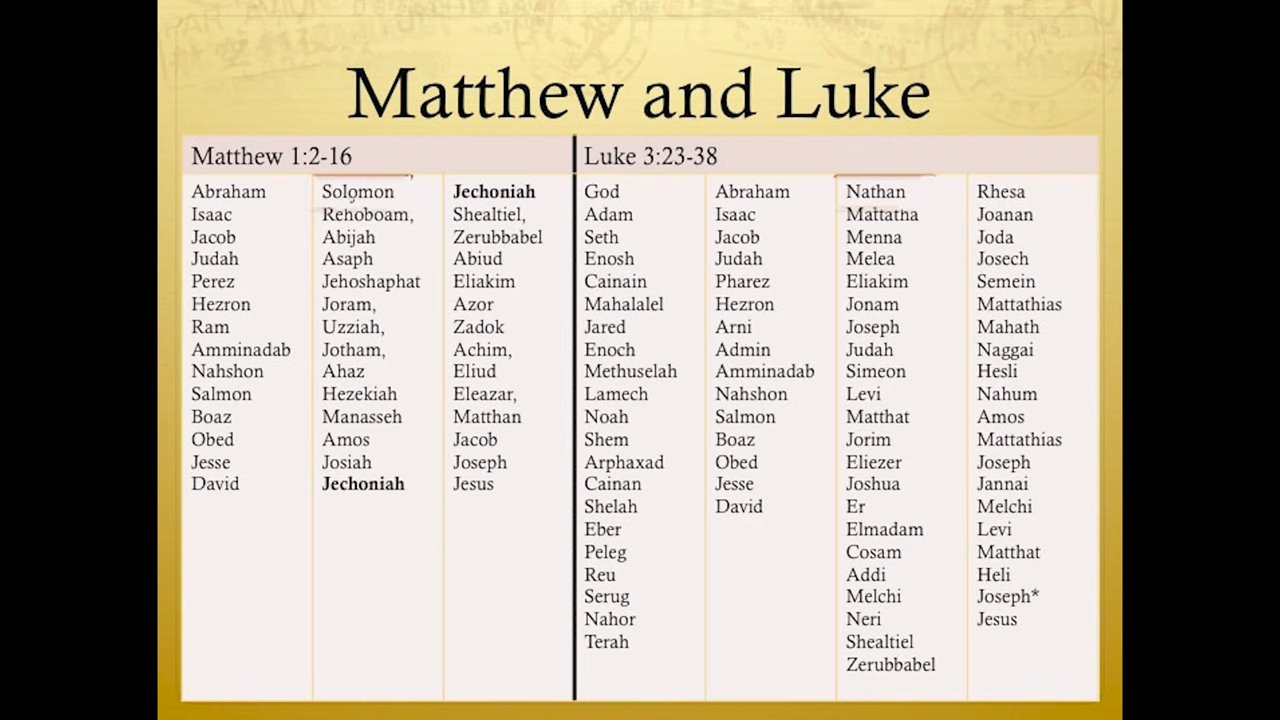 Matthew and Luke
Matthew 1:2-16
Abraham
Isaac
Jacob
Judah
Perez
Hezron
Ram
Amminadab
Nahshon
Salmon
Boaz
Obed
Jesse
David
Solomon
Rehoboam,
Abijah
Asaph
Jehoshaphat
Joram,
Uzziah,
Jotham,
Ahaz
Hezekiah
Manasseh
Amos
Josiah
Jechoniah
Jechoniah
Shealtiel,
Zerubbabel
Abiud
Eliakim
Azor
Zadok
Achim,
Eliud
Eleazar,
Matthan
Jacob
Joseph
Jesus
Luke 3:23-38
God
Adam
Seth
Enosh
Cainain
Mahalalel
Jared
Enoch
Methuselah
Lamech
Noah
Shem
Arphaxad
Cainan
Shelah
Eber
Peleg
Reu
Serug
Nahor
Terah
Abraham
Isaac
Jacob
Judah
Pharez
Hezron
Arni
Admin
Amminadab
Nahshon
Salmon
Boaz
Obed
Jesse
David
Nathan
Mattatha
Menna
Melea
Eliakim
Jonam
Joseph
Judah
Simeon
Levi
Matthat
Jorim
Eliezer
Joshua
Er
Elmadam
Cosam
Addi
Melchi
Neri
Shealtiel
Zerubbabel
Rhesa
Joanan
Joda
Josech
Semein
Mattathias
Mahath
Naggai
Hesli
Nahum
Amos
Mattathias
Joseph
Jannai
Melchi
Levi
Matthat
Heli
Joseph*
Jesus